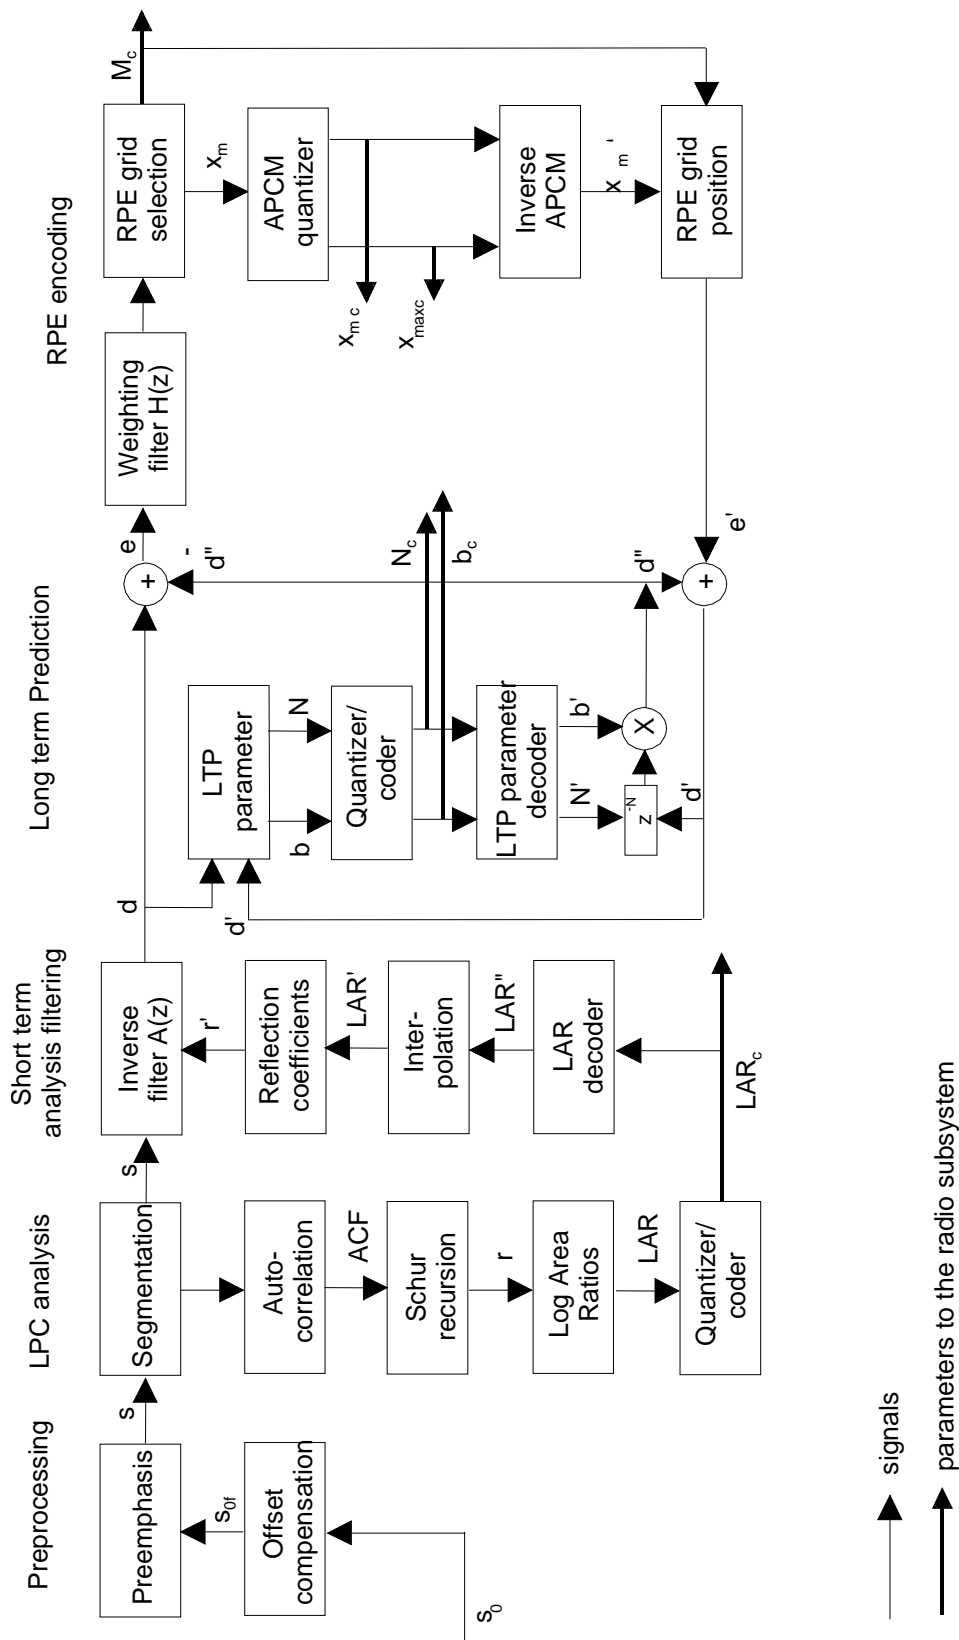 Preprocessing
LPC analysis
Short term
analysis filtering
Long term Prediction
RPE encoding
Preemphasis
s
Segmentation
s
Inverse
filter A(z)
d
+
e
-
d''
Weighting
filter H(z)
RPE grid
selection
Mc
s0f
r'
xm
Offset
compensation
Auto-
correlation
Reflection
coefficients
d'
LTP
parameter
APCM
quantizer
ACF
LAR'
b
N
xm c
xmaxc
s0
Schur
recursion
Inter-
polation
Quantizer/
coder
Nc
bc
r
LAR''
Log Area
Ratios
LAR
decoder
LTP parameter
decoder
Inverse
APCM
LAR
N'
b'
x m '
z-N
X
d''
Quantizer/
coder
LARc
d'
+
e'
RPE grid
position
signals
parameters to the radio subsystem